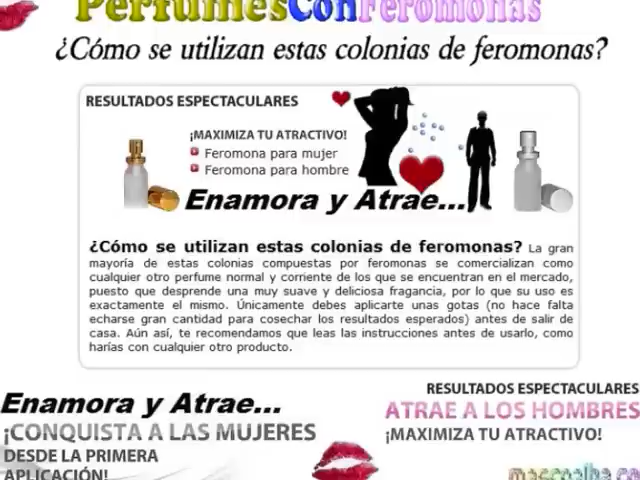 PerfumesConFeromonas
¿Cómo se utilizan estas colonias de feromonas?
RESULTADOS ESPECTACULARES
¡MAXIMIZA TU ATRACTIVO!
Feromona para mujer
Feromona para hombre
Enamora y Atrae...
¿Cómo se utilizan estas colonias de feromonas? La gran
mayoría de estas colonias compuestas por feromonas se comercializan como
cualquier otro perfume normal y corriente de los que se encuentran en el mercado,
puesto que desprende una muy suave y deliciosa fragancia, por lo que su uso es
exactamente el mismo. Únicamente debes aplicarte unas gotas (no hace falta
echarse gran cantidad para cosechar los resultados esperados) antes de salir de
casa. Aún así, te recomendamos que leas las instrucciones antes de usarlo, como
harías con cualquier otro producto.
Enamora y Atrae...
¡CONQUISTA A LAS MUJERES
DESDE LA PRIMERA
APLICACIÓN!
RESULTADOS ESPECTACULARES
ATRAE A LOS HOMBRES
¡MAXIMIZA TU ATRACTIVO!